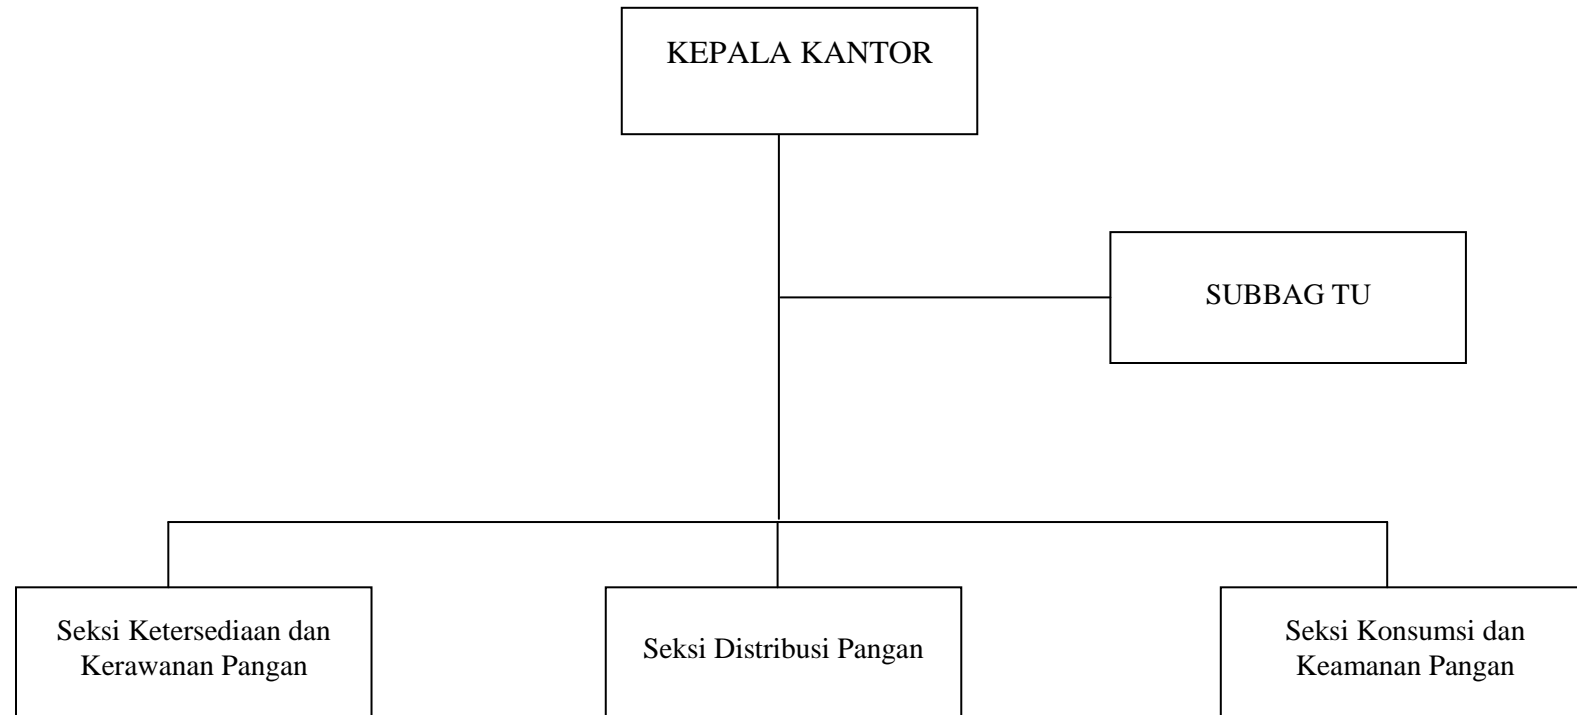 KEPALA KANTOR
SUBBAG TU
Seksi Ketersediaan dan
Kerawanan Pangan
Seksi Distribusi Pangan
Seksi Konsumsi dan
Keamanan Pangan